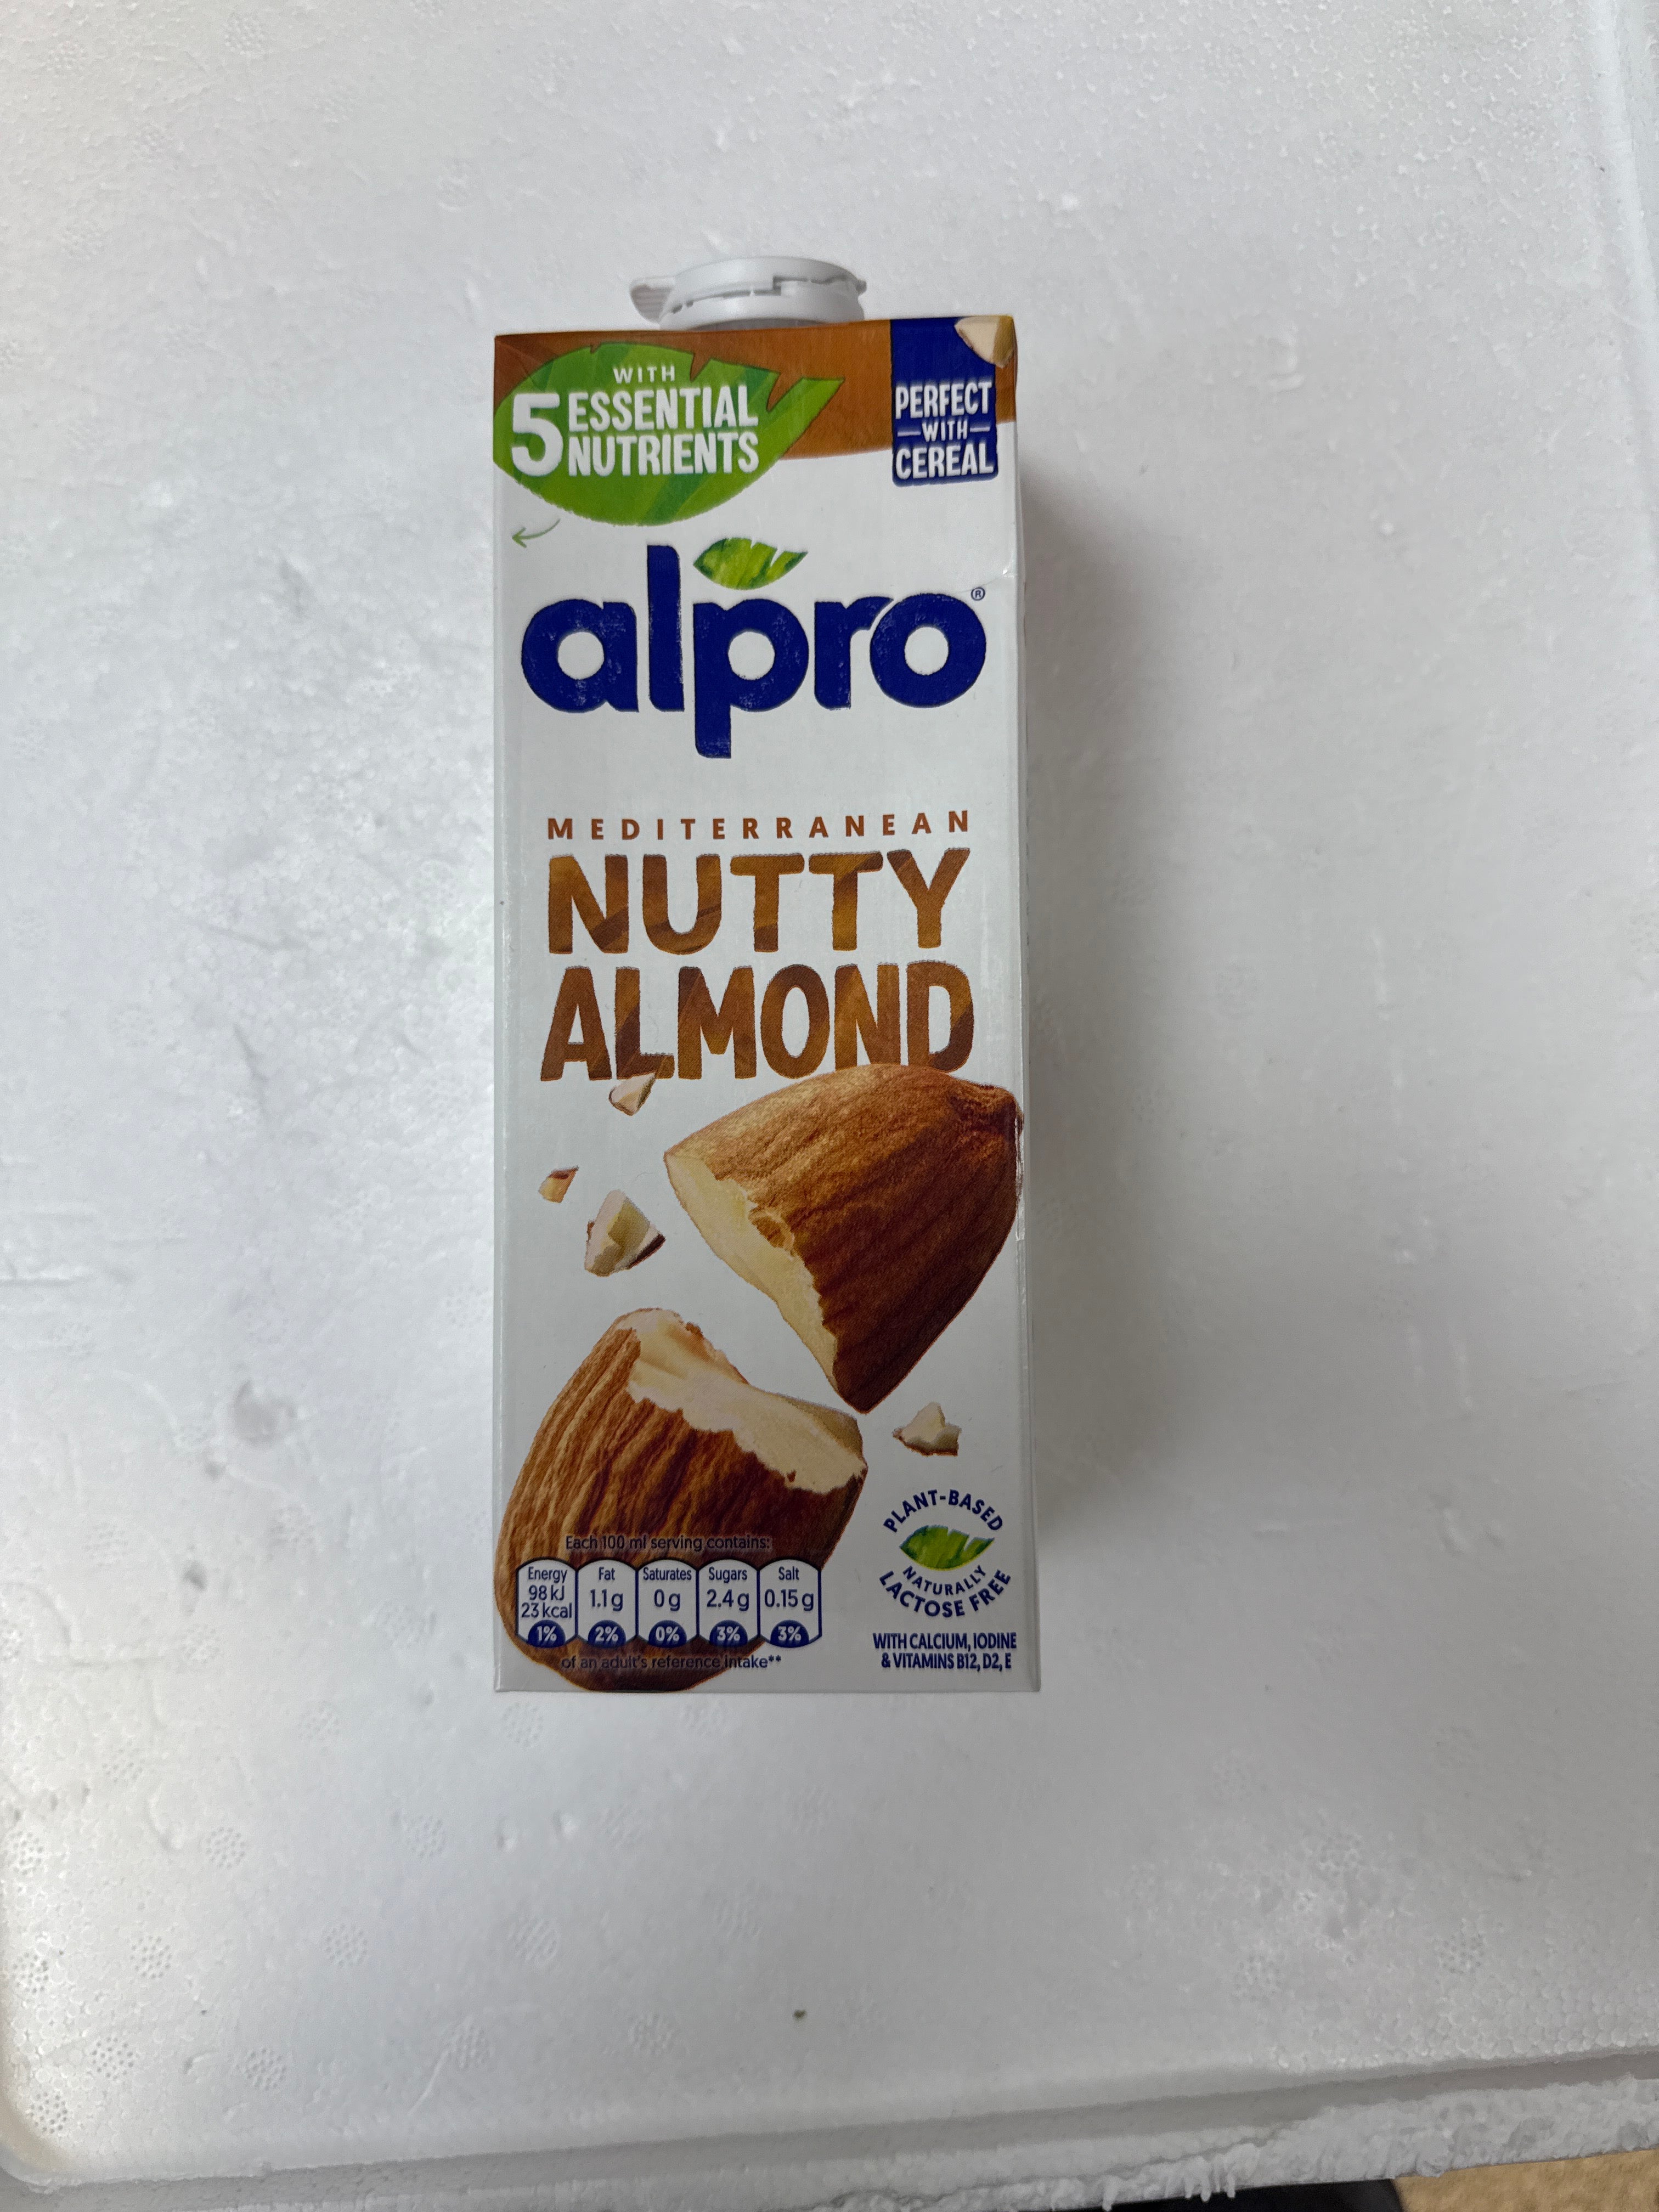 WITH
5 ESSENTIAL
NUTRIENTS
PERFECT
WITH
CEREAL
alpro®
MEDITERRANEAN
NUTTY
ALMOND
Each 100 ml serving contains:
Energy Fat Saturates Sugars Salt
98 kJ
23 kcal 1.1g 0g 2.4g 0.15g
1% 2% 0% 3% 3%
of an adult's reference intake**
PLANT-BASED
NATURALLY
LACTOSE FREE
WITH CALCIUM, IODINE
& VITAMINS B12, D2, E